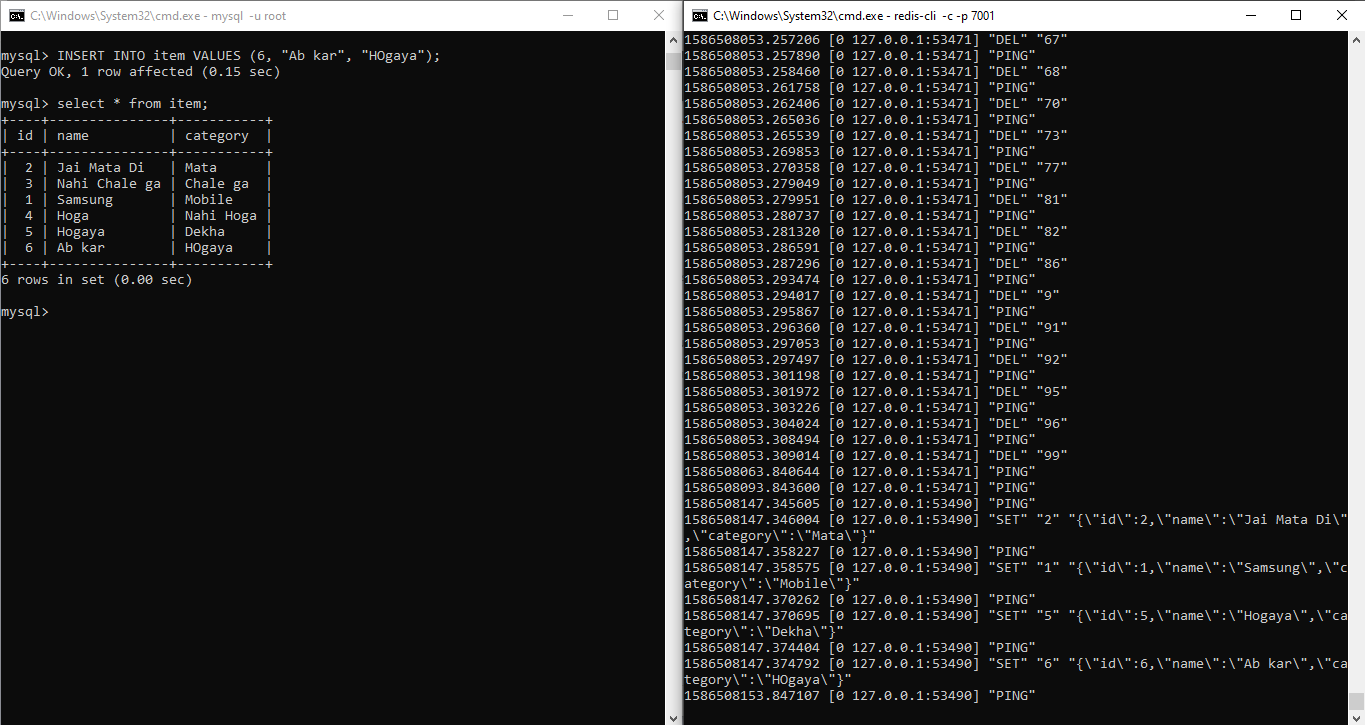 C:\Windows\System32\cmd.exe - mysql -u root
mysql> INSERT INTO item VALUES (6, "Ab kar", "HOgaya");
Query OK, 1 row affected (0.15 sec)
mysql> select * from item;
+----+---------------+-----------+
| id | name          | category  |
+----+---------------+-----------+
|  2 | Jai Mata Di   | Mata      |
|  3 | Nahi Chale ga | Chale ga  |
|  1 | Samsung       | Mobile    |
|  4 | Hoga          | Nahi Hoga |
|  5 | Hogaya        | Dekha     |
|  6 | Ab kar        | HOgaya    |
+----+---------------+-----------+
6 rows in set (0.00 sec)
mysql>
C:\Windows\System32\cmd.exe - redis-cli -c -p 7001
1586508053.257206 [0 127.0.0.1:53471] "DEL" "67"
1586508053.257890 [0 127.0.0.1:53471] "PING"
1586508053.258460 [0 127.0.0.1:53471] "DEL" "68"
1586508053.261758 [0 127.0.0.1:53471] "PING"
1586508053.262406 [0 127.0.0.1:53471] "DEL" "70"
1586508053.265036 [0 127.0.0.1:53471] "PING"
1586508053.265539 [0 127.0.0.1:53471] "DEL" "73"
1586508053.269853 [0 127.0.0.1:53471] "PING"
1586508053.270358 [0 127.0.0.1:53471] "DEL" "77"
1586508053.279049 [0 127.0.0.1:53471] "PING"
1586508053.279951 [0 127.0.0.1:53471] "DEL" "81"
1586508053.280737 [0 127.0.0.1:53471] "PING"
1586508053.281320 [0 127.0.0.1:53471] "DEL" "82"
1586508053.286591 [0 127.0.0.1:53471] "PING"
1586508053.287296 [0 127.0.0.1:53471] "DEL" "86"
1586508053.293474 [0 127.0.0.1:53471] "PING"
1586508053.294017 [0 127.0.0.1:53471] "DEL" "9"
1586508053.295867 [0 127.0.0.1:53471] "PING"
1586508053.296360 [0 127.0.0.1:53471] "DEL" "91"
1586508053.297053 [0 127.0.0.1:53471] "PING"
1586508053.297497 [0 127.0.0.1:53471] "DEL" "92"
1586508053.301198 [0 127.0.0.1:53471] "PING"
1586508053.301972 [0 127.0.0.1:53471] "DEL" "95"
1586508053.303226 [0 127.0.0.1:53471] "PING"
1586508053.304024 [0 127.0.0.1:53471] "DEL" "96"
1586508053.308494 [0 127.0.0.1:53471] "PING"
1586508053.309014 [0 127.0.0.1:53471] "DEL" "99"
1586508063.840644 [0 127.0.0.1:53471] "PING"
1586508093.843600 [0 127.0.0.1:53471] "PING"
1586508147.345605 [0 127.0.0.1:53490] "PING"
1586508147.346004 [0 127.0.0.1:53490] "SET" "2" "{\"id\":2,\"name\":\"Jai Mata Di\"
,\"category\":\"Mata\"}"
1586508147.358227 [0 127.0.0.1:53490] "PING"
1586508147.358575 [0 127.0.0.1:53490] "SET" "1" "{\"id\":1,\"name\":\"Samsung\",\"c
ategory\":\"Mobile\"}"
1586508147.370262 [0 127.0.0.1:53490] "PING"
1586508147.370695 [0 127.0.0.1:53490] "SET" "5" "{\"id\":5,\"name\":\"Hogaya\",\"ca
tegory\":\"Dekha\"}"
1586508147.374404 [0 127.0.0.1:53490] "PING"
1586508147.374792 [0 127.0.0.1:53490] "SET" "6" "{\"id\":6,\"name\":\"Ab kar\",\"ca
tegory\":\"HOgaya\"}"
1586508153.847107 [0 127.0.0.1:53490] "PING"